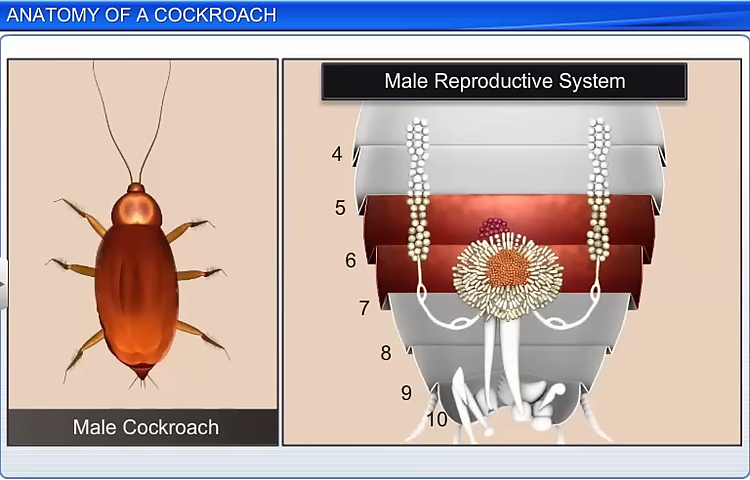 ANATOMY OF A COCKROACH
Male Cockroach
Male Reproductive System
4
5
6
7
8
9
10